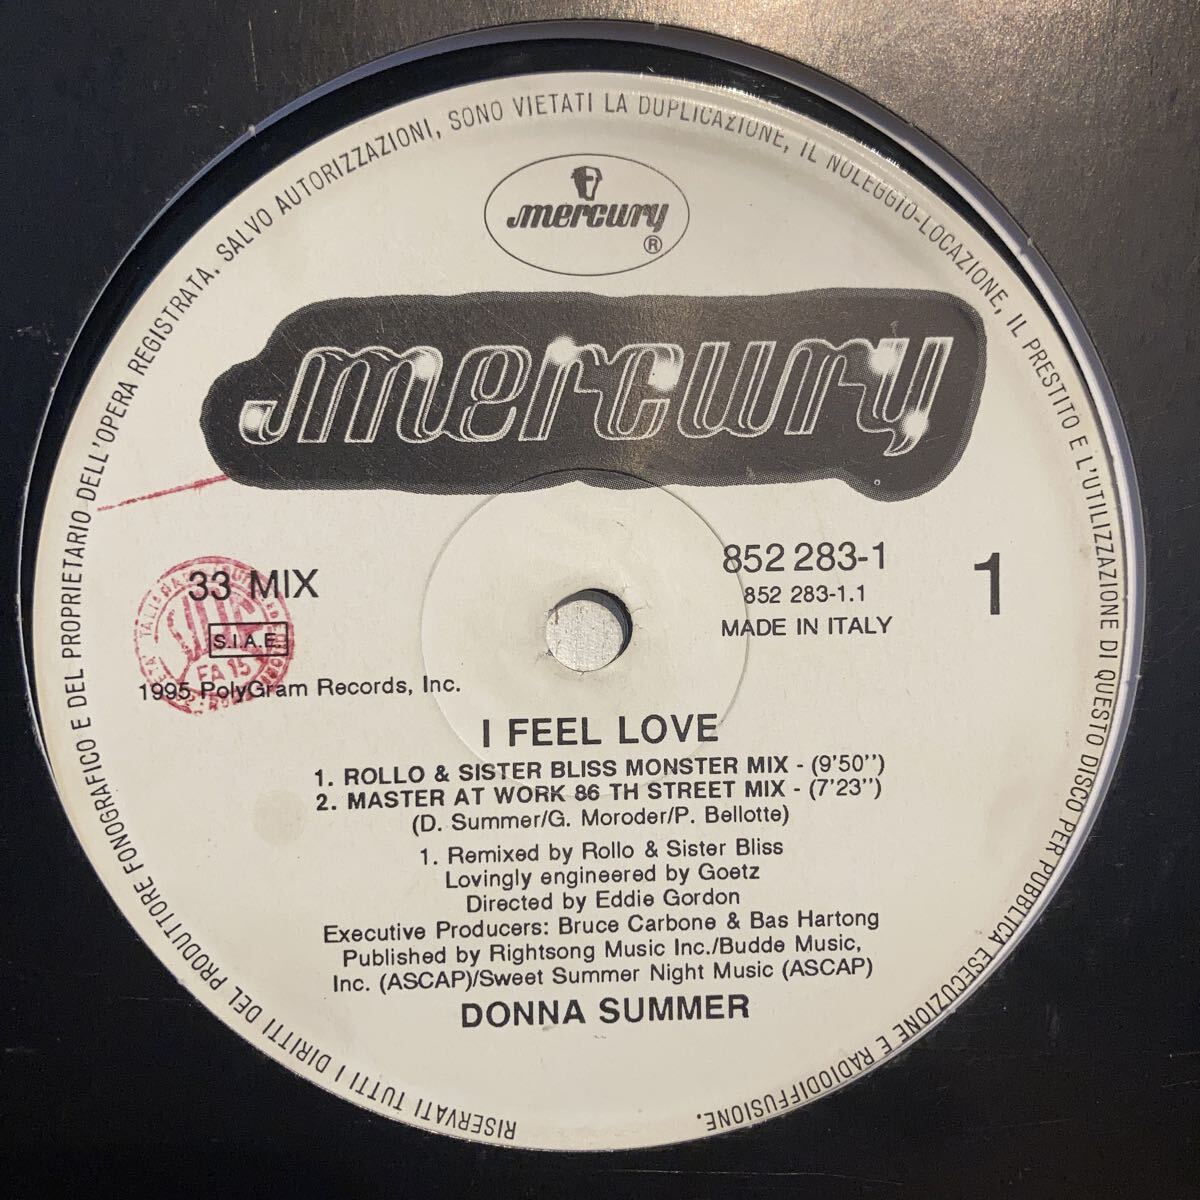 RISERVATI TUTTI I DIRITTI DEL PRODUTTORE FONOGRAFICO E DEL PROPRIETARIO DELL'OPERA REGISTRATA. SALVO AUTORIZZAZIONI, SONO VIETATI LA DUPLICAZIONE, IL NOLEGGIO-LOCAZIONE, IL PRESTITO E L'UTILIZZAZIONE DI QUESTO DISCO PER PUBBLICA ESECUZIONE E RADIODIFFUSIONE.
mercury
®
mercury
33 MIX
S.I.A.E.
FA 15
1995 PolyGram Records, Inc.
852 283-1
852 283-1.1
MADE IN ITALY
1
I FEEL LOVE
1. ROLLO & SISTER BLISS MONSTER MIX - (9'50")
2. MASTER AT WORK 86 TH STREET MIX - (7'23")
(D. Summer/G. Moroder/P. Bellotte)
1. Remixed by Rollo & Sister Bliss
Lovingly engineered by Goetz
Directed by Eddie Gordon
Executive Producers: Bruce Carbone & Bas Hartong
Published by Rightsong Music Inc./Budde Music,
Inc. (ASCAP)/Sweet Summer Night Music (ASCAP)
DONNA SUMMER